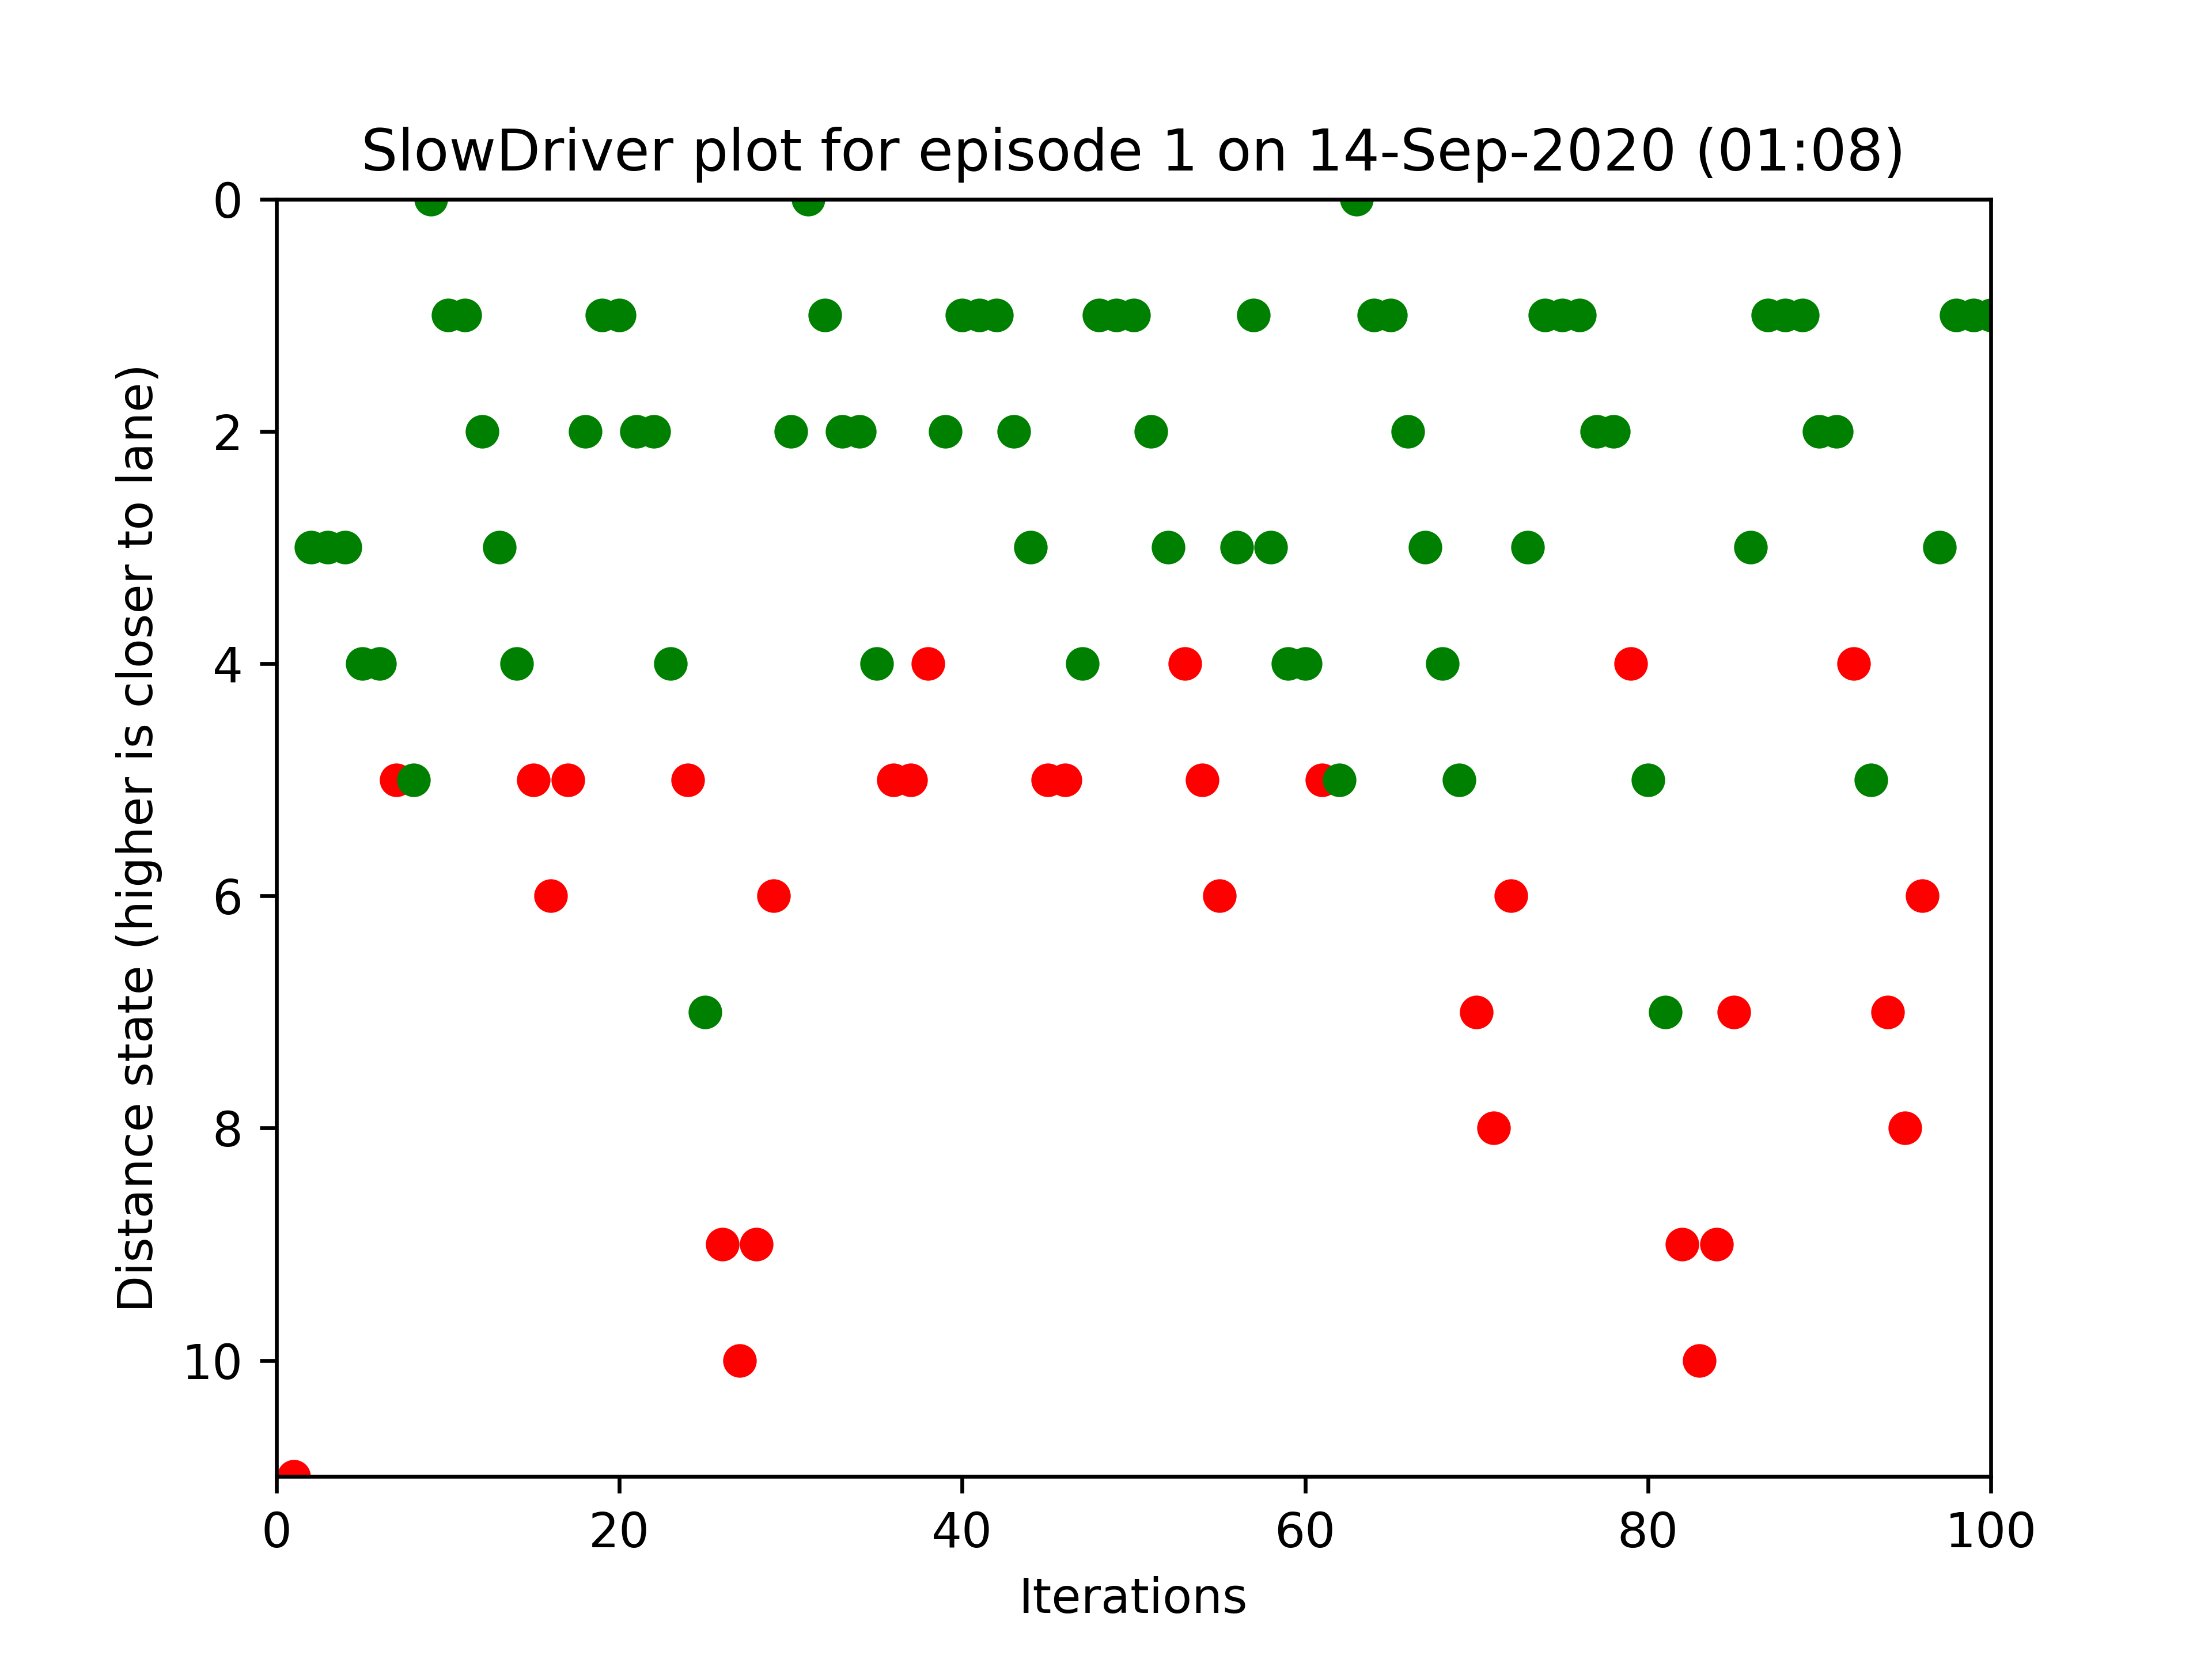 SlowDriver plot for episode 1 on 14-Sep-2020 (01:08)
Distance state (higher is closer to lane)
0
2
4
6
8
10
0 20 40 60 80 100
Iterations